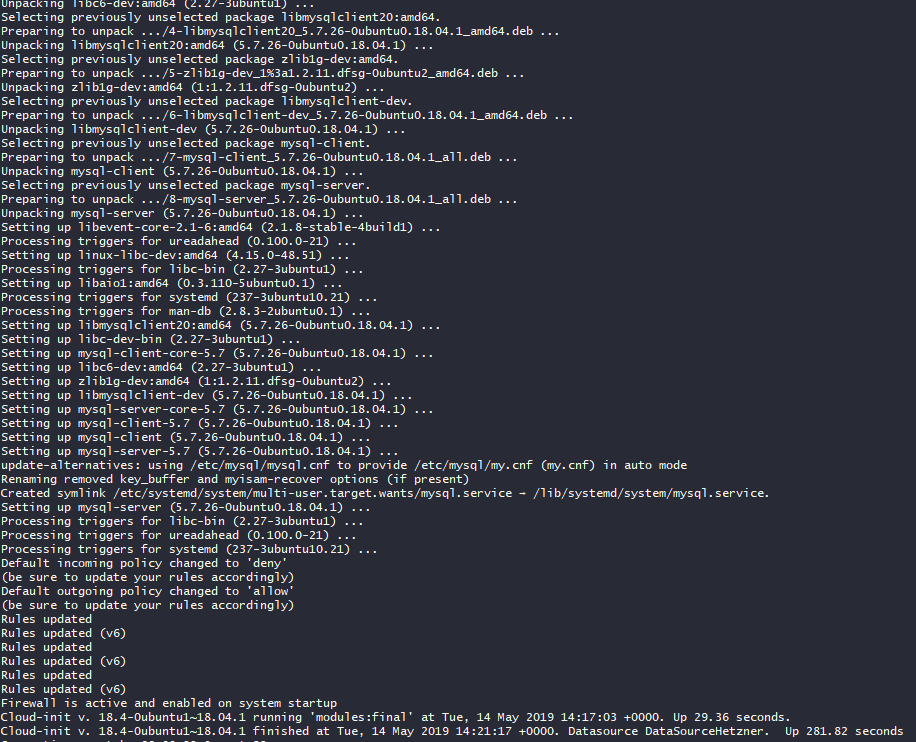 Unpacking libc6-dev:amd64 (2.27-3ubuntu1) ...
Selecting previously unselected package libmysqlclient20:amd64.
Preparing to unpack .../4-libmysqlclient20_5.7.26-0ubuntu0.18.04.1_amd64.deb ...
Unpacking libmysqlclient20:amd64 (5.7.26-0ubuntu0.18.04.1) ...
Selecting previously unselected package zlib1g-dev:amd64.
Preparing to unpack .../5-zlib1g-dev_1%3a1.2.11.dfsg-0ubuntu2_amd64.deb ...
Unpacking zlib1g-dev:amd64 (1:1.2.11.dfsg-0ubuntu2) ...
Selecting previously unselected package libmysqlclient-dev.
Preparing to unpack .../6-libmysqlclient-dev_5.7.26-0ubuntu0.18.04.1_amd64.deb ...
Unpacking libmysqlclient-dev (5.7.26-0ubuntu0.18.04.1) ...
Selecting previously unselected package mysql-client.
Preparing to unpack .../7-mysql-client_5.7.26-0ubuntu0.18.04.1_all.deb ...
Unpacking mysql-client (5.7.26-0ubuntu0.18.04.1) ...
Selecting previously unselected package mysql-server.
Preparing to unpack .../8-mysql-server_5.7.26-0ubuntu0.18.04.1_all.deb ...
Unpacking mysql-server (5.7.26-0ubuntu0.18.04.1) ...
Setting up libevent-core-2.1-6:amd64 (2.1.8-stable-4build1) ...
Processing triggers for ureadahead (0.100.0-21) ...
Setting up linux-libc-dev:amd64 (4.15.0-48.51) ...
Processing triggers for libc-bin (2.27-3ubuntu1) ...
Setting up libaio1:amd64 (0.3.110-5ubuntu0.1) ...
Processing triggers for systemd (237-3ubuntu10.21) ...
Processing triggers for man-db (2.8.3-2ubuntu0.1) ...
Setting up libmysqlclient20:amd64 (5.7.26-0ubuntu0.18.04.1) ...
Setting up libc-dev-bin (2.27-3ubuntu1) ...
Setting up mysql-client-core-5.7 (5.7.26-0ubuntu0.18.04.1) ...
Setting up libc6-dev:amd64 (2.27-3ubuntu1) ...
Setting up zlib1g-dev:amd64 (1:1.2.11.dfsg-0ubuntu2) ...
Setting up libmysqlclient-dev (5.7.26-0ubuntu0.18.04.1) ...
Setting up mysql-server-core-5.7 (5.7.26-0ubuntu0.18.04.1) ...
Setting up mysql-client-5.7 (5.7.26-0ubuntu0.18.04.1) ...
Setting up mysql-client (5.7.26-0ubuntu0.18.04.1) ...
Setting up mysql-server-5.7 (5.7.26-0ubuntu0.18.04.1) ...
update-alternatives: using /etc/mysql/mysql.cnf to provide /etc/mysql/my.cnf (my.cnf) in auto mode
Renaming removed key_buffer and myisam-recover options (if present)
Created symlink /etc/systemd/system/multi-user.target.wants/mysql.service → /lib/systemd/system/mysql.service.
Setting up mysql-server (5.7.26-0ubuntu0.18.04.1) ...
Processing triggers for libc-bin (2.27-3ubuntu1) ...
Processing triggers for ureadahead (0.100.0-21) ...
Processing triggers for systemd (237-3ubuntu10.21) ...
Default incoming policy changed to 'deny'
(be sure to update your rules accordingly)
Default outgoing policy changed to 'allow'
(be sure to update your rules accordingly)
Rules updated
Rules updated (v6)
Rules updated
Rules updated (v6)
Rules updated
Rules updated (v6)
Firewall is active and enabled on system startup
Cloud-init v. 18.4-0ubuntu1~18.04.1 running 'modules:final' at Tue, 14 May 2019 14:17:03 +0000. Up 29.36 seconds.
Cloud-init v. 18.4-0ubuntu1~18.04.1 finished at Tue, 14 May 2019 14:21:17 +0000. Datasource DataSourceHetzner.  Up 281.82 seconds